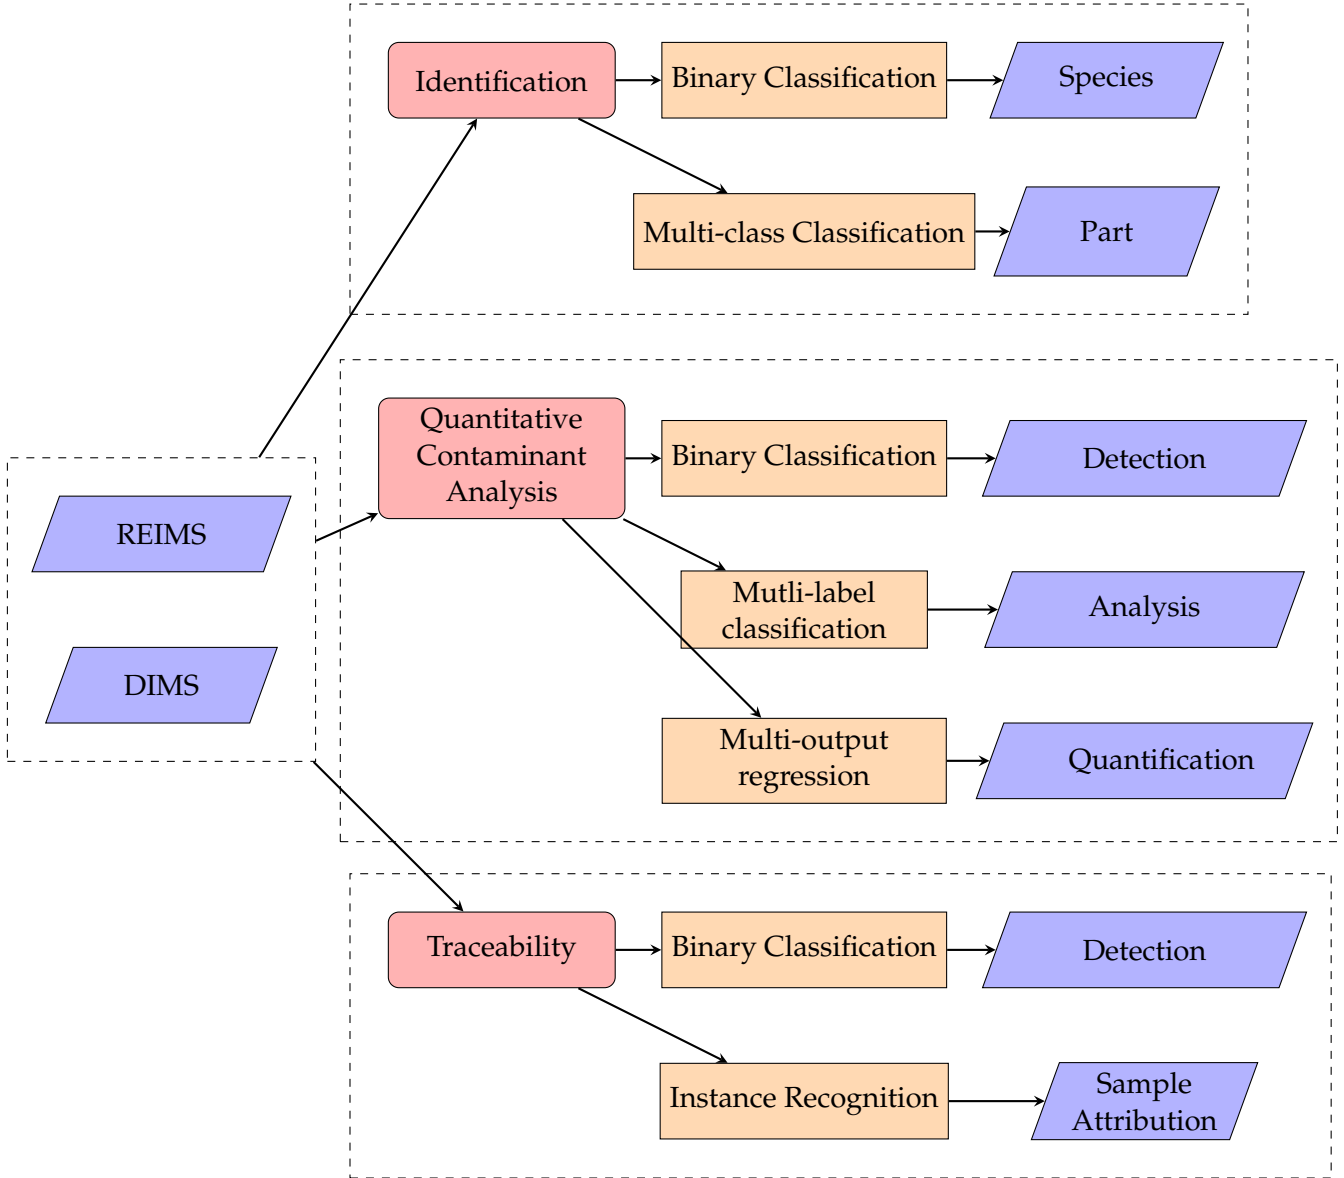 Identification
Binary Classification
Species
Multi-class Classification
Part
Quantitative
Contaminant
Analysis
Binary Classification
Detection
REIMS
Mutli-label
classification
Analysis
DIMS
Multi-output
regression
Quantification
Traceability
Binary Classification
Detection
Instance Recognition
Sample
Attribution